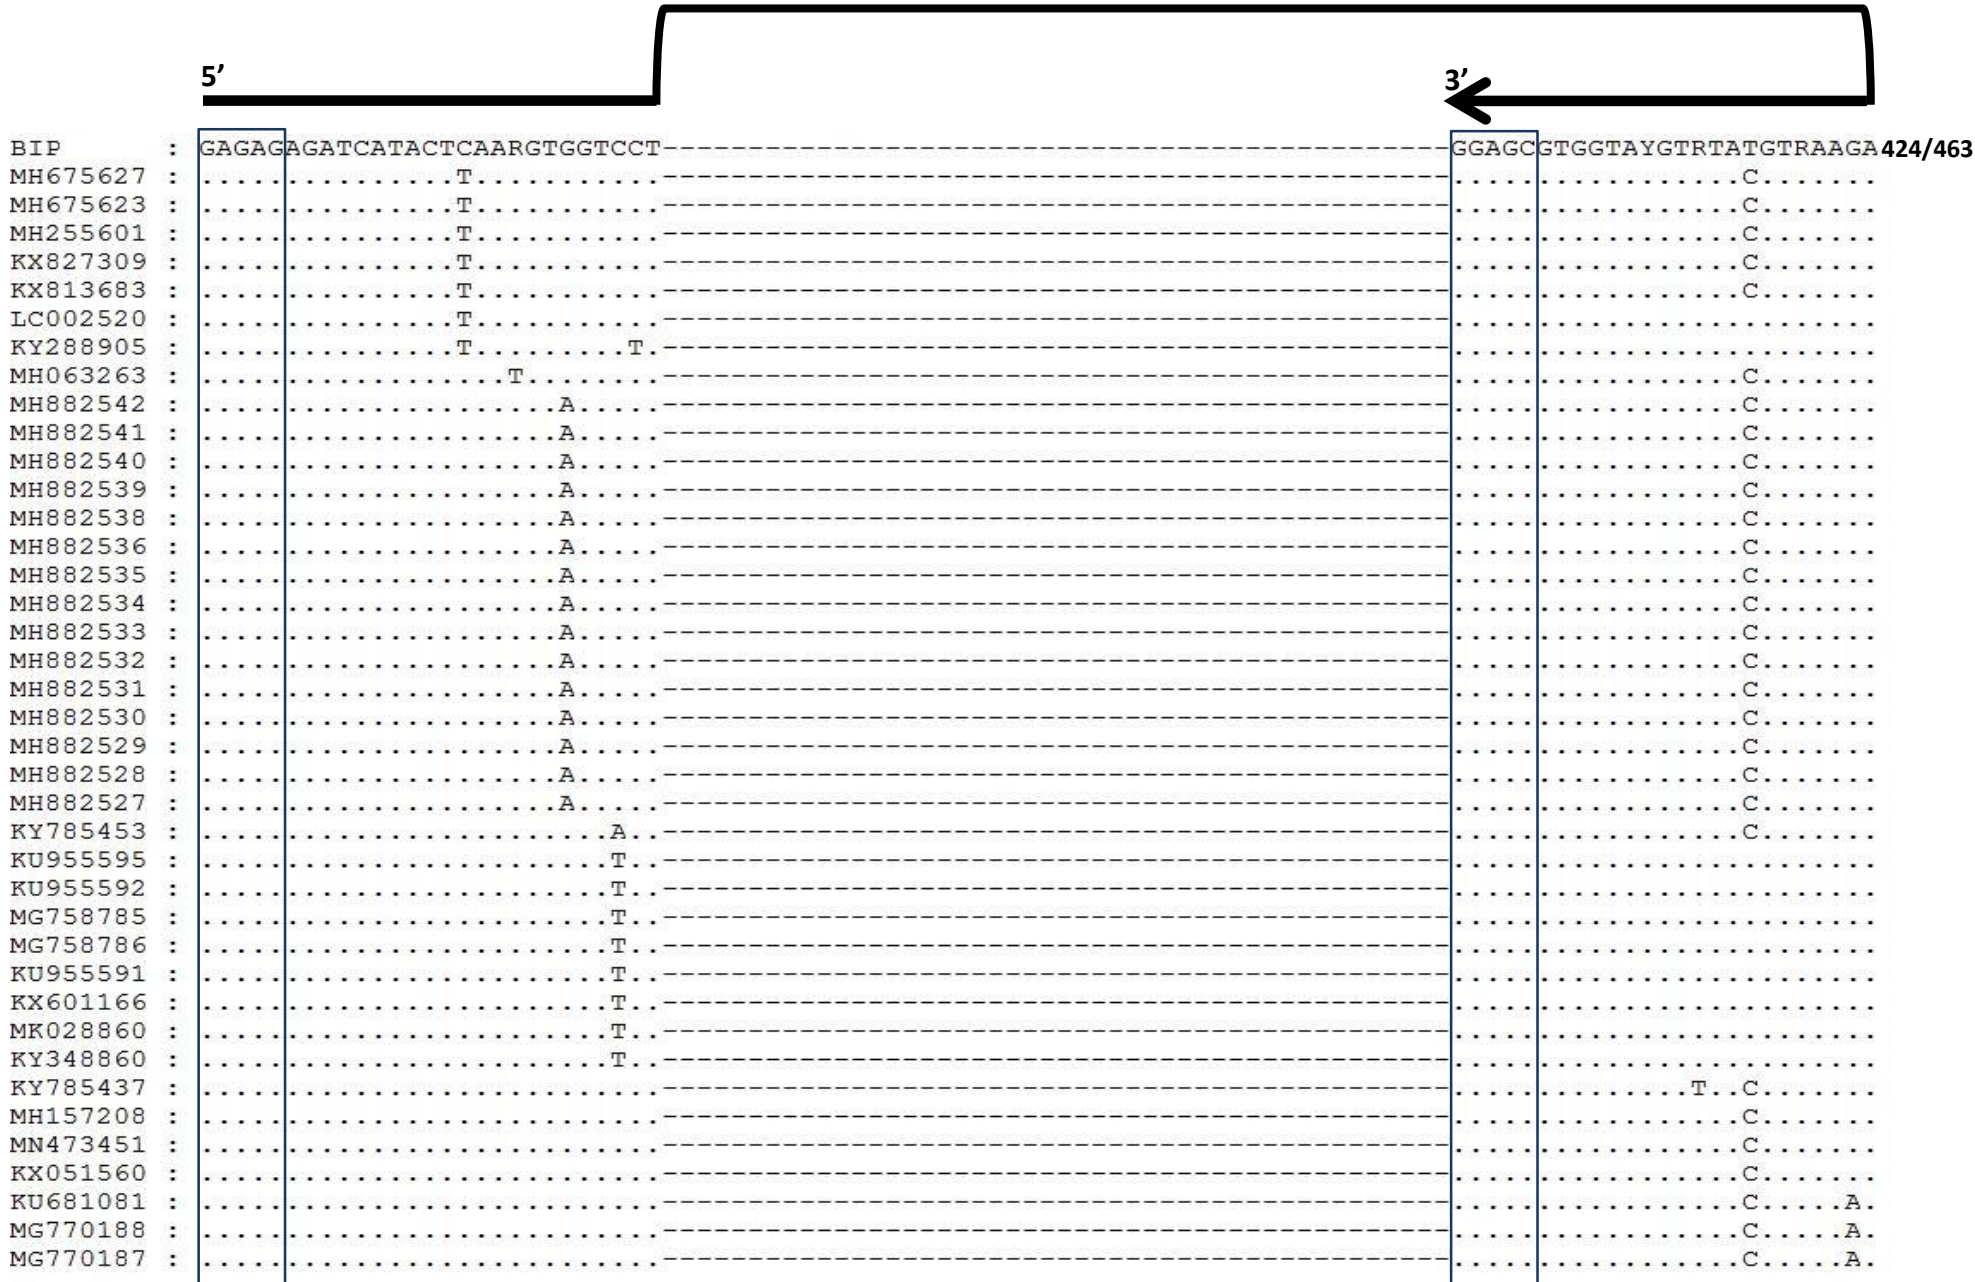 5’ 3’
BIP : GAGAGAGATCATACTCAARGTGGTCCT----------------------------------------------GGAGCGTGGTAYGTRTATGTRAAGA 424/463
MH675627 : ...............T...........----------------------------------------------.................C.......
MH675623 : ...............T...........----------------------------------------------.................C.......
MH255601 : ...............T...........----------------------------------------------.................C.......
KX827309 : ...............T...........----------------------------------------------.................C.......
KX813683 : ...............T...........----------------------------------------------.................C.......
LC002520 : ...............T...........----------------------------------------------.........................
KY288905 : ...............T.........T.----------------------------------------------.........................
MH063263 : ..................T........----------------------------------------------.................C.......
MH882542 : .....................A.....----------------------------------------------.................C.......
MH882541 : .....................A.....----------------------------------------------.................C.......
MH882540 : .....................A.....----------------------------------------------.................C.......
MH882539 : .....................A.....----------------------------------------------.................C.......
MH882538 : .....................A.....----------------------------------------------.................C.......
MH882536 : .....................A.....----------------------------------------------.................C.......
MH882535 : .....................A.....----------------------------------------------.................C.......
MH882534 : .....................A.....----------------------------------------------.................C.......
MH882533 : .....................A.....----------------------------------------------.................C.......
MH882532 : .....................A.....----------------------------------------------.................C.......
MH882531 : .....................A.....----------------------------------------------.................C.......
MH882530 : .....................A.....----------------------------------------------.................C.......
MH882529 : .....................A.....----------------------------------------------.................C.......
MH882528 : .....................A.....----------------------------------------------.................C.......
MH882527 : .....................A.....----------------------------------------------.................C.......
KY785453 : ........................A..----------------------------------------------.................C.......
KU955595 : ........................T..----------------------------------------------.........................
KU955592 : ........................T..----------------------------------------------.........................
MG758785 : ........................T..----------------------------------------------.........................
MG758786 : ........................T..----------------------------------------------.........................
KU955591 : ........................T..----------------------------------------------.........................
KX601166 : ........................T..----------------------------------------------.........................
MK028860 : ........................T..----------------------------------------------.........................
KY348860 : ........................T..----------------------------------------------.........................
KY785437 : ...........................----------------------------------------------..............T..C.......
MH157208 : ...........................----------------------------------------------.................C.......
MN473451 : ...........................----------------------------------------------.................C.......
KX051560 : ...........................----------------------------------------------.................C.......
KU681081 : ...........................----------------------------------------------.................C.....A.
MG770188 : ...........................----------------------------------------------.................C.....A.
MG770187 : ...........................----------------------------------------------.................C.....A.